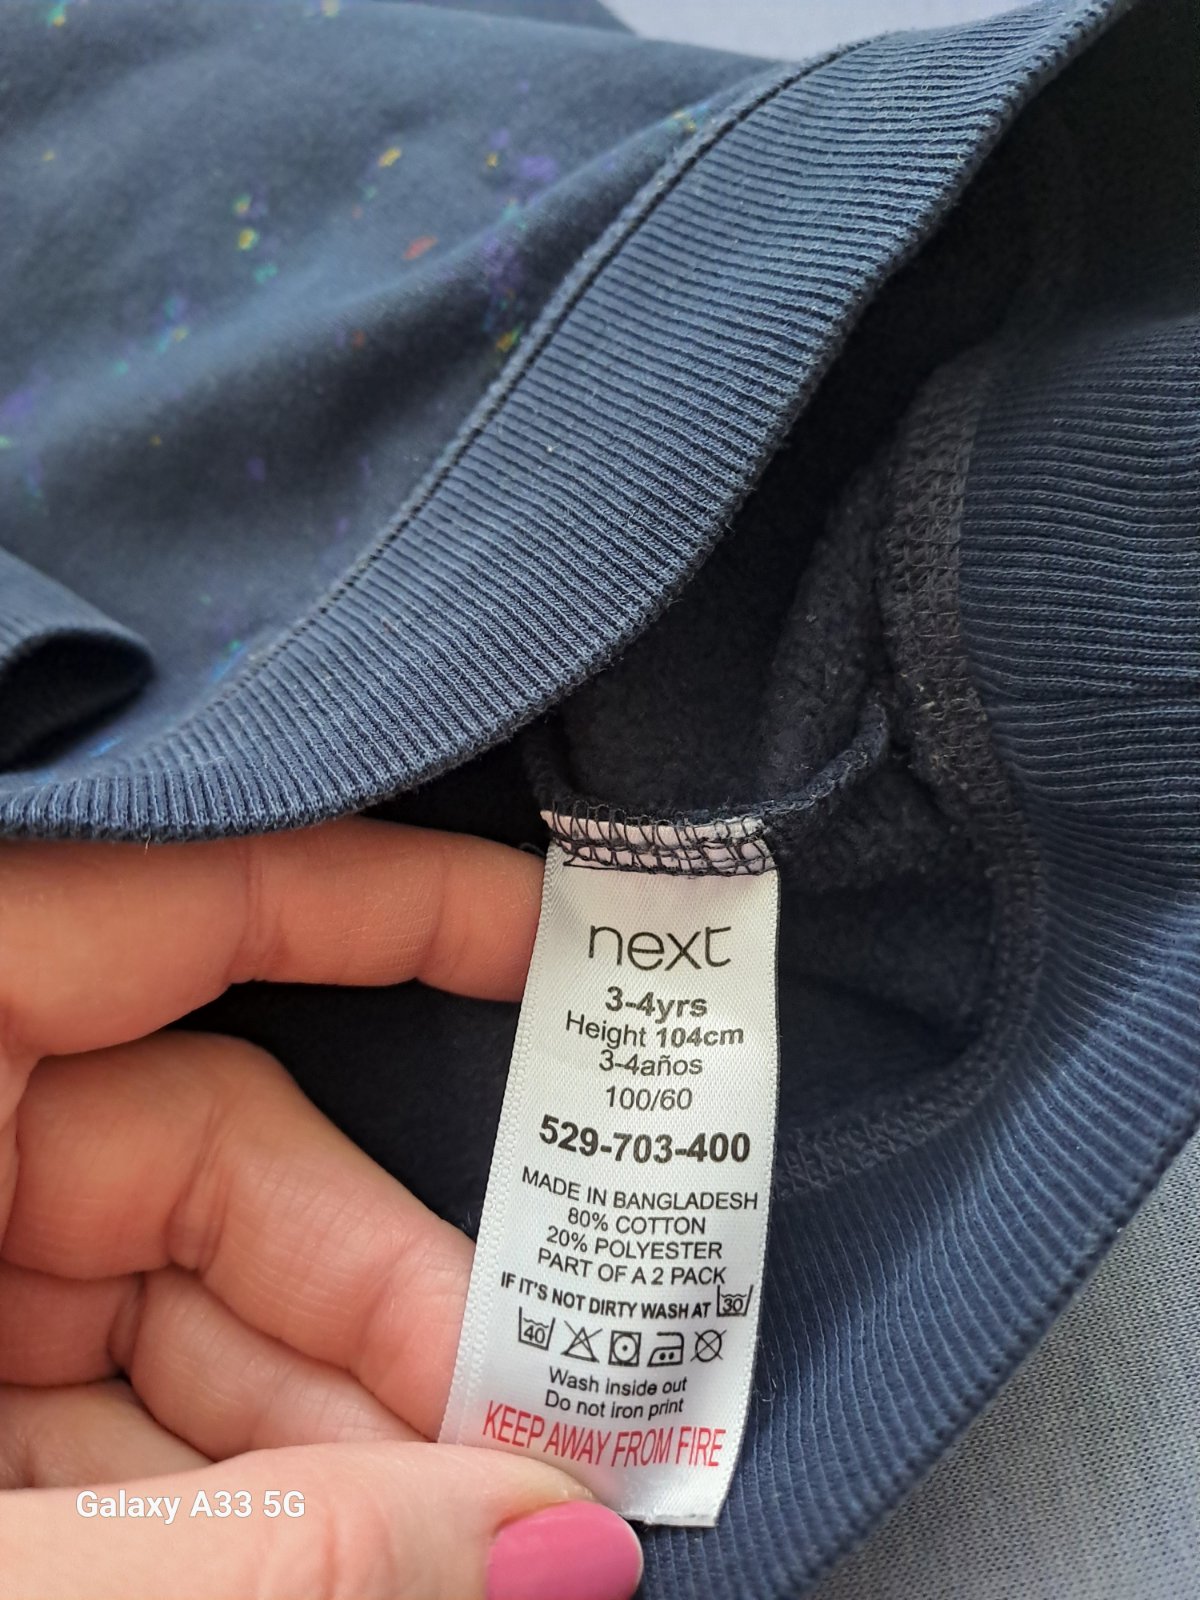 next
3-4yrs
Height 104cm
3-4años
100/60
529-703-400
MADE IN BANGLADESH
80% COTTON
20% POLYESTER
PART OF A 2 PACK
IF IT'S NOT DIRTY WASH AT 30
40
Wash inside out
Do not iron print
KEEP AWAY FROM FIRE
Galaxy A33 5G